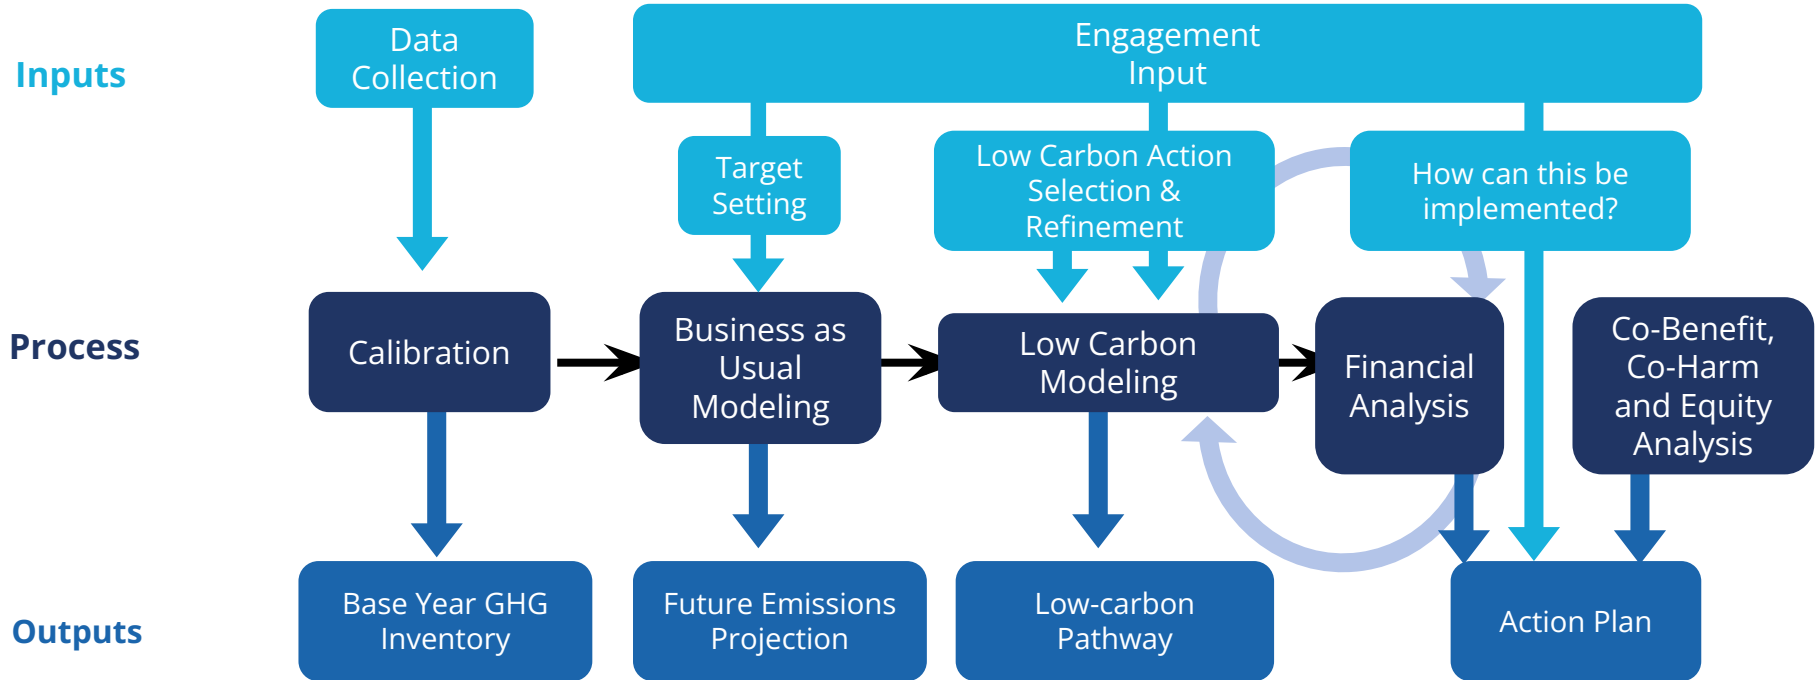 Inputs
Data
Collection
Engagement
Input
Target
Setting
Low Carbon Action
Selection &
Refinement
How can this be
implemented?
Process
Calibration
Business as
Usual
Modeling
Low Carbon
Modeling
Financial
Analysis
Co-Benefit,
Co-Harm
and Equity
Analysis
Outputs
Base Year GHG
Inventory
Future Emissions
Projection
Low-carbon
Pathway
Action Plan